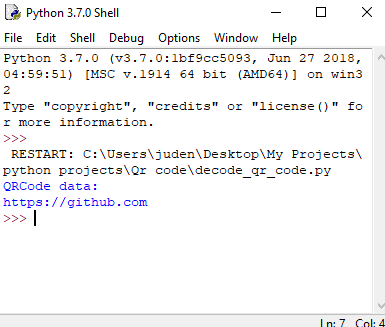 Python 3.7.0 Shell
File Edit Shell Debug Options Window Help
Python 3.7.0 (v3.7.0:1bf9cc5093, Jun 27 2018,
04:59:51) [MSC v.1914 64 bit (AMD64)] on win3
2
Type "copyright", "credits" or "license()" fo
r more information.
>>>
 RESTART: C:\Users\juden\Desktop\My Projects\
python projects\Qr code\decode_qr_code.py
QRCode data:
https://github.com
>>>
Ln: 7 Col: 4